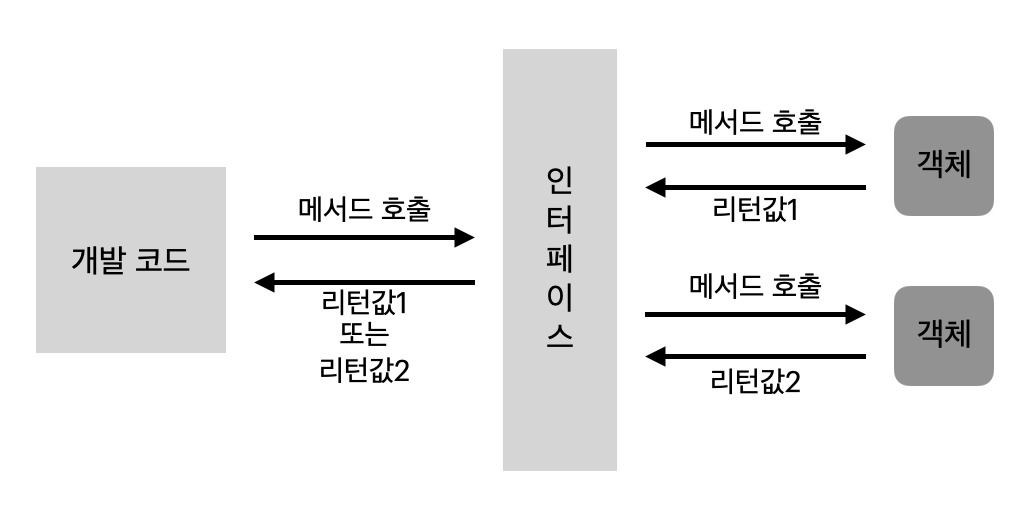 개발 코드
메서드 호출
리턴값1
또는
리턴값2
인
터
페
이
스
메서드 호출
리턴값1
객체
메서드 호출
리턴값2
객체